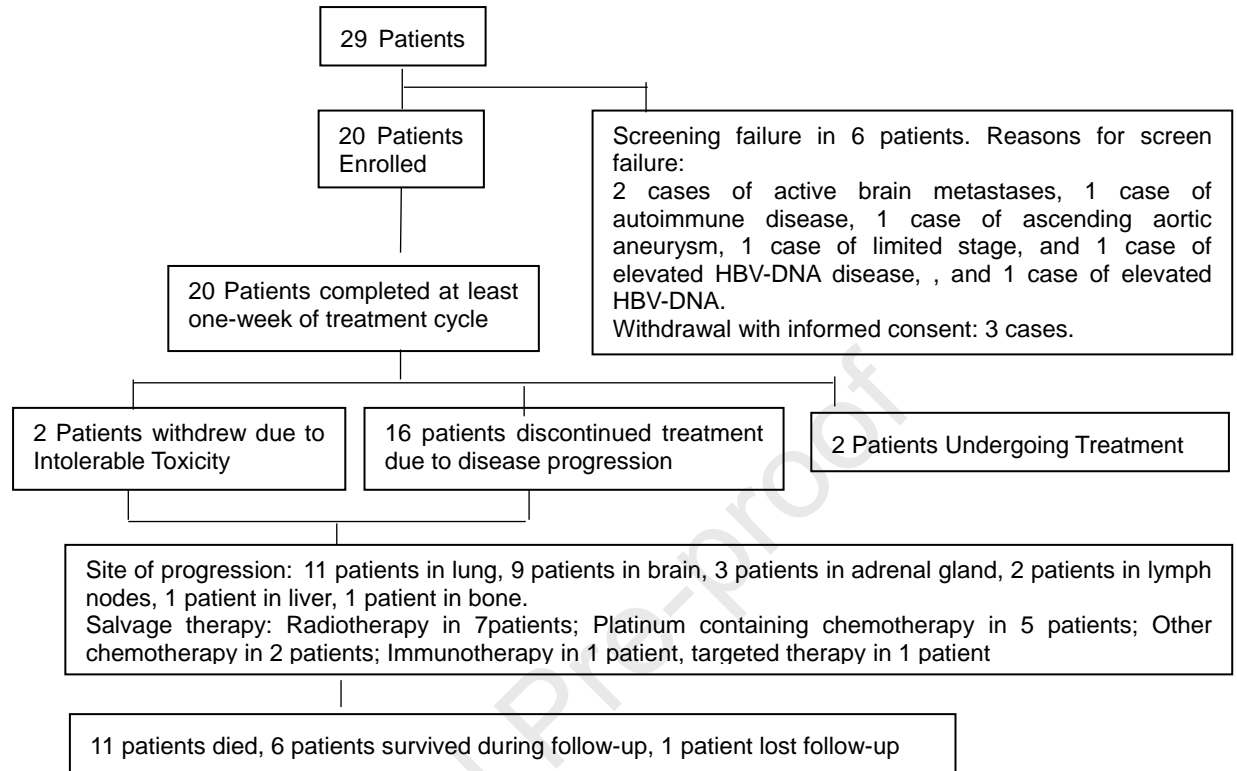 29 Patients
20 Patients
Enrolled
Screening failure in 6 patients. Reasons for screen
failure:
2 cases of active brain metastases, 1 case of
autoimmune disease, 1 case of ascending aortic
aneurysm, 1 case of limited stage, and 1 case of
elevated HBV-DNA disease, , and 1 case of elevated
HBV-DNA.
Withdrawal with informed consent: 3 cases.
20 Patients completed at least
one-week of treatment cycle
2 Patients withdrew due to
Intolerable Toxicity
16 patients discontinued treatment
due to disease progression
2 Patients Undergoing Treatment
Site of progression: 11 patients in lung, 9 patients in brain, 3 patients in adrenal gland, 2 patients in lymph
nodes, 1 patient in liver, 1 patient in bone.
Salvage therapy: Radiotherapy in 7patients; Platinum containing chemotherapy in 5 patients; Other
chemotherapy in 2 patients; Immunotherapy in 1 patient, targeted therapy in 1 patient
11 patients died, 6 patients survived during follow-up, 1 patient lost follow-up
Pre-proof